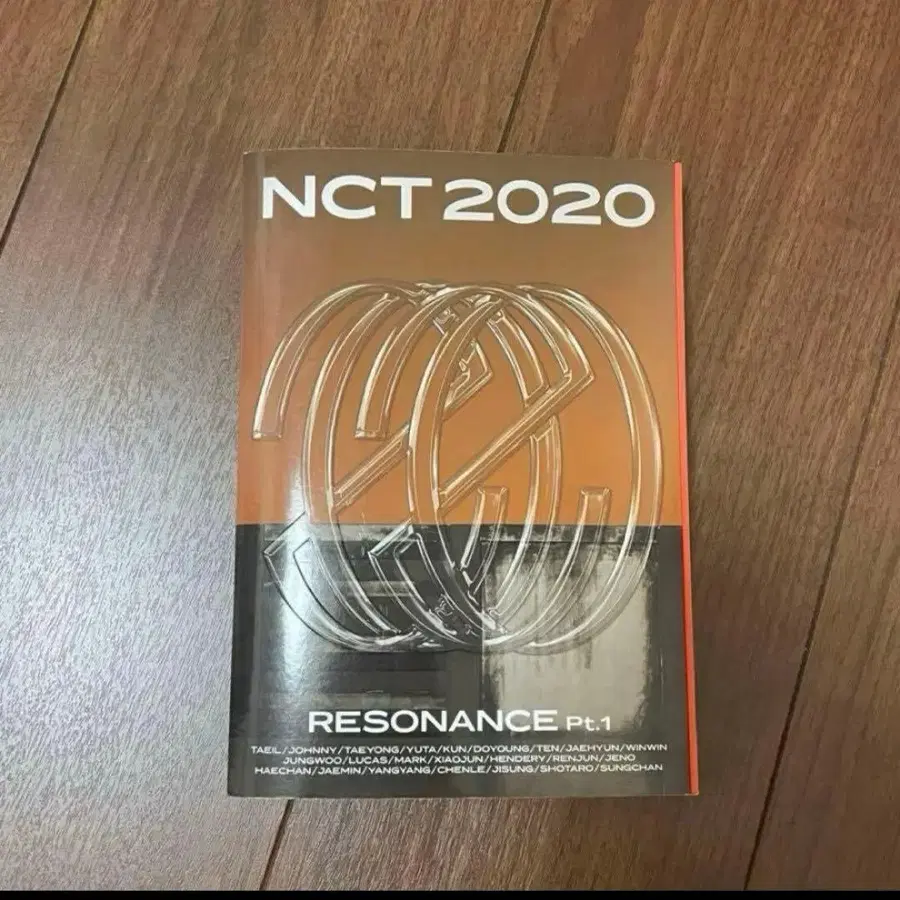 NCT 2020
RESONANCE Pt.1
TAEIL/JOHNNY/TAEYONG/YUTA/KUN/DOYOUNG/TEN/JAEHYUN/WINWIN
JUNGWOO/LUCAS/MARK/XIAOJUN/HENDERY/RENJUN/JENO
HAECHAN/JAEMIN/YANGYANG/CHENLE/JISUNG/SHOTARO/SUNGCHAN